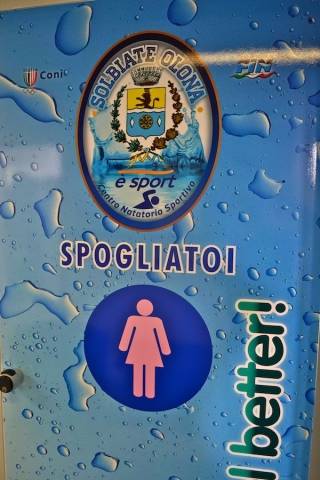 Coni
SOLBIATE OLONA
FIN
e sport
Centro Natatorio Sportivo
SPOGLIATOI
l better!